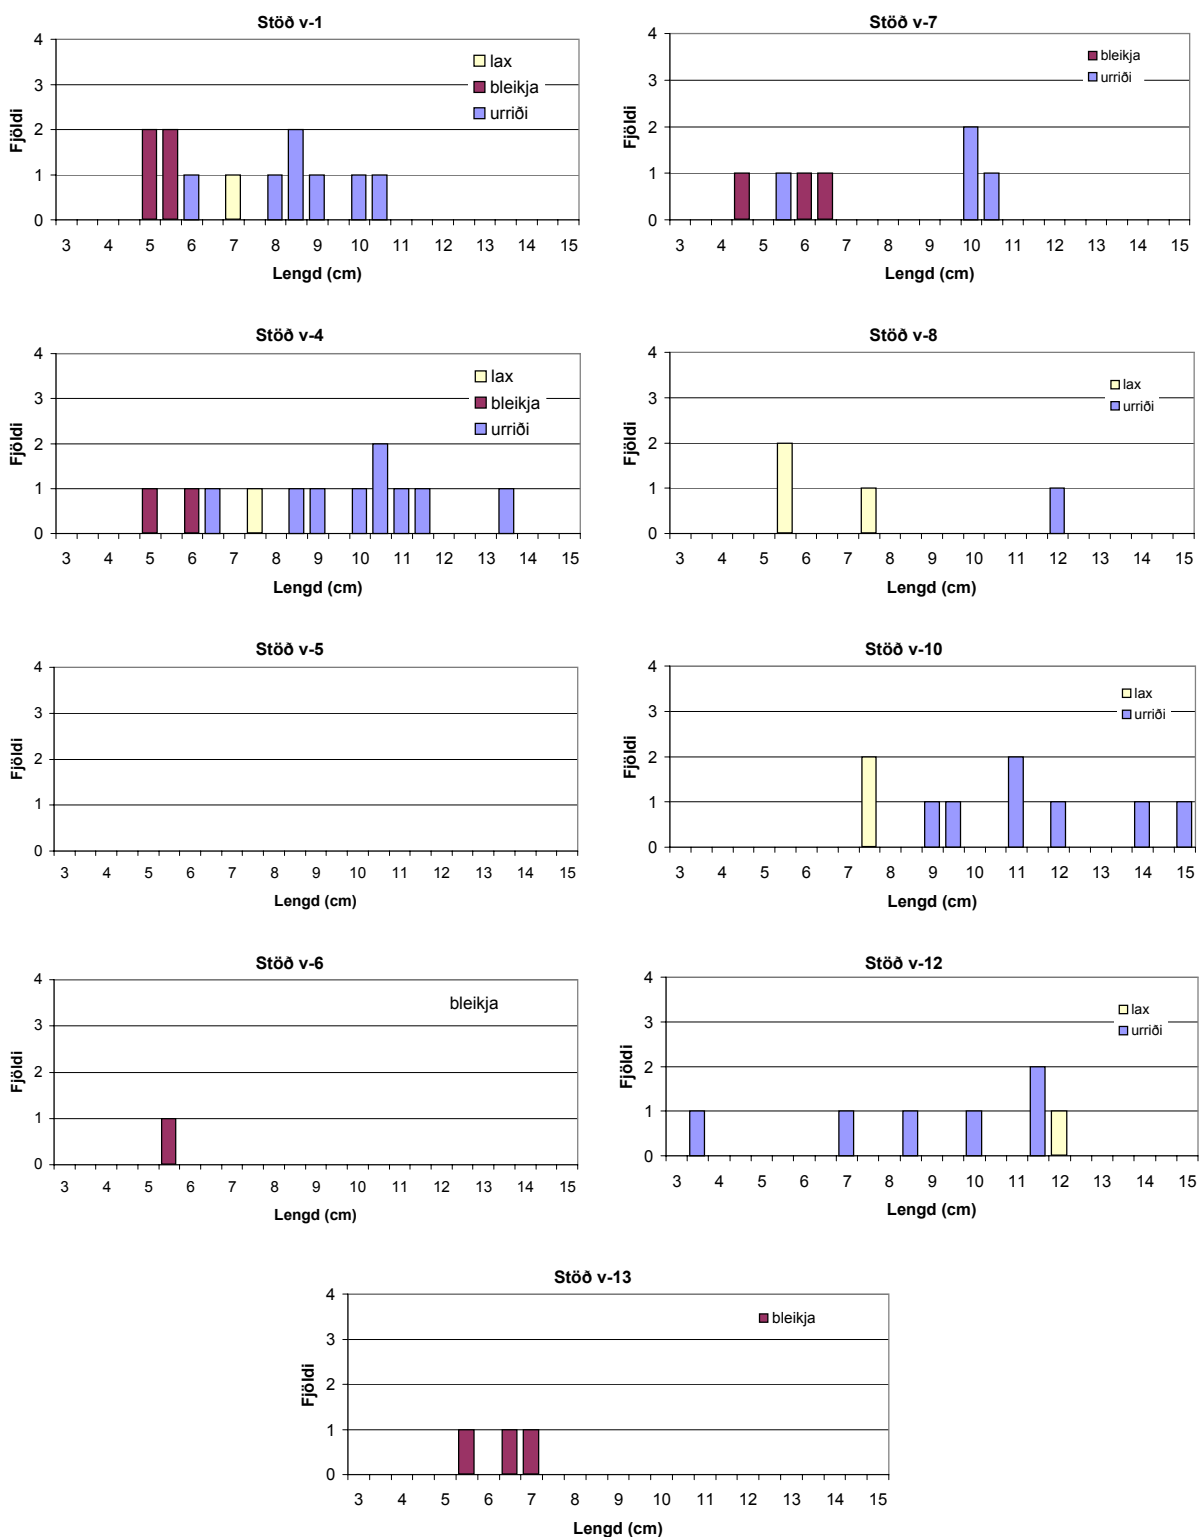 Stöð v-1
4
3
2
1
0
Fjöldi
lax
bleikja
urriði
3 4 5 6 7 8 9 10 11 12 13 14 15
Lengd (cm)
Stöð v-7
4
3
2
1
0
Fjöldi
bleikja
urriði
3 4 5 6 7 8 9 10 11 12 13 14 15
Lengd (cm)
Stöð v-4
4
3
2
1
0
Fjöldi
lax
bleikja
urriði
3 4 5 6 7 8 9 10 11 12 13 14 15
Lengd (cm)
Stöð v-8
4
3
2
1
0
Fjöldi
lax
urriði
3 4 5 6 7 8 9 10 11 12 13 14 15
Lengd (cm)
Stöð v-5
4
3
2
1
0
Fjöldi
3 4 5 6 7 8 9 10 11 12 13 14 15
Lengd (cm)
Stöð v-10
4
3
2
1
0
Fjöldi
lax
urriði
3 4 5 6 7 8 9 10 11 12 13 14 15
Lengd (cm)
Stöð v-6
4
3
2
1
0
Fjöldi
bleikja
3 4 5 6 7 8 9 10 11 12 13 14 15
Lengd (cm)
Stöð v-12
4
3
2
1
0
Fjöldi
lax
urriði
3 4 5 6 7 8 9 10 11 12 13 14 15
Lengd (cm)
Stöð v-13
4
3
2
1
0
Fjöldi
bleikja
3 4 5 6 7 8 9 10 11 12 13 14 15
Lengd (cm)